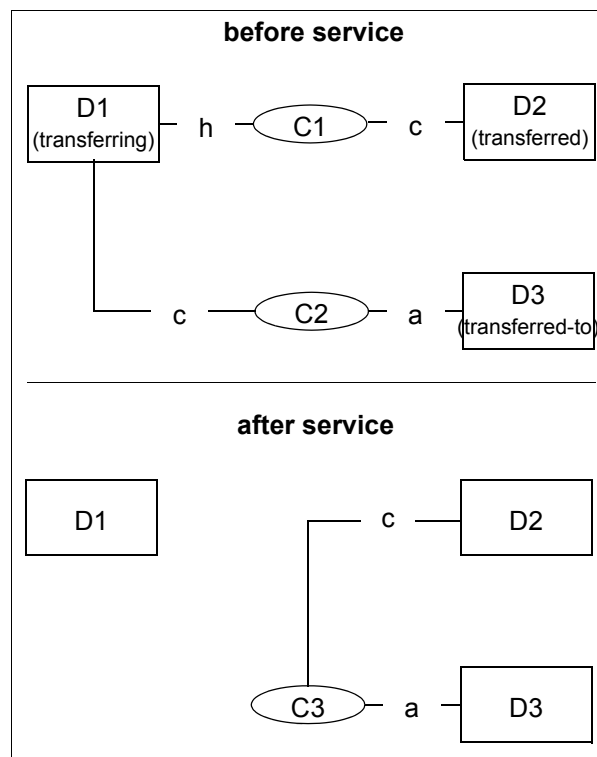 before service
D1
(transferring)
h
C1
c
D2
(transferred)
c
C2
a
D3
(transferred-to)
after service
D1
c
D2
C3
a
D3